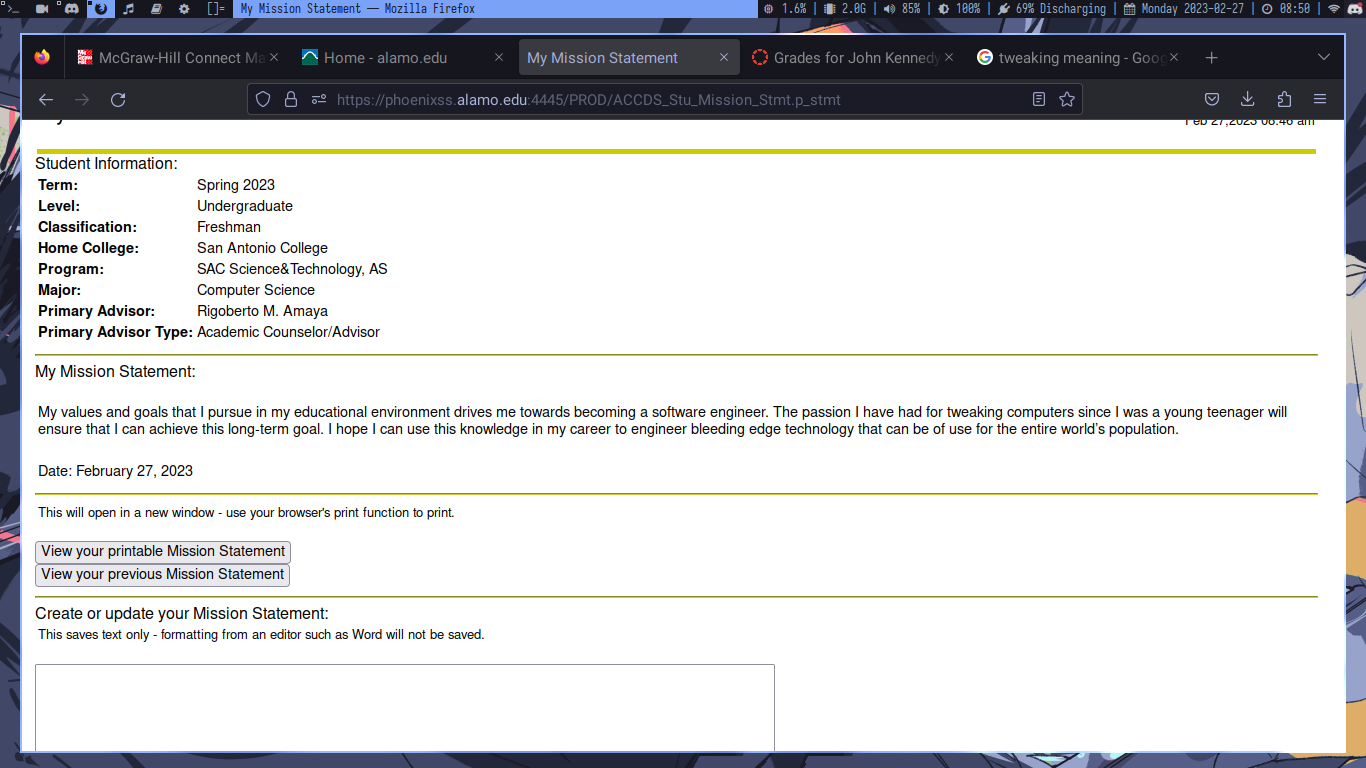 My Mission Statement — Mozilla Firefox
1.6% | 2.0G | 85% | 100% | 69% Discharging | Monday 2023-02-27 | 08:50 |
McGraw-Hill Connect Ma
Home - alamo.edu
My Mission Statement
Grades for John Kennedy
tweaking meaning - Goog
https://phoenixss.alamo.edu:4445/PROD/ACCDS_Stu_Mission_Stmt.p_stmt
Feb 27,2023 08:46 am
Student Information:
Term: Spring 2023
Level: Undergraduate
Classification: Freshman
Home College: San Antonio College
Program: SAC Science&Technology, AS
Major: Computer Science
Primary Advisor: Rigoberto M. Amaya
Primary Advisor Type: Academic Counselor/Advisor
My Mission Statement:
My values and goals that I pursue in my educational environment drives me towards becoming a software engineer. The passion I have had for tweaking computers since I was a young teenager will
ensure that I can achieve this long-term goal. I hope I can use this knowledge in my career to engineer bleeding edge technology that can be of use for the entire world’s population.
Date: February 27, 2023
This will open in a new window - use your browser's print function to print.
View your printable Mission Statement
View your previous Mission Statement
Create or update your Mission Statement:
This saves text only - formatting from an editor such as Word will not be saved.